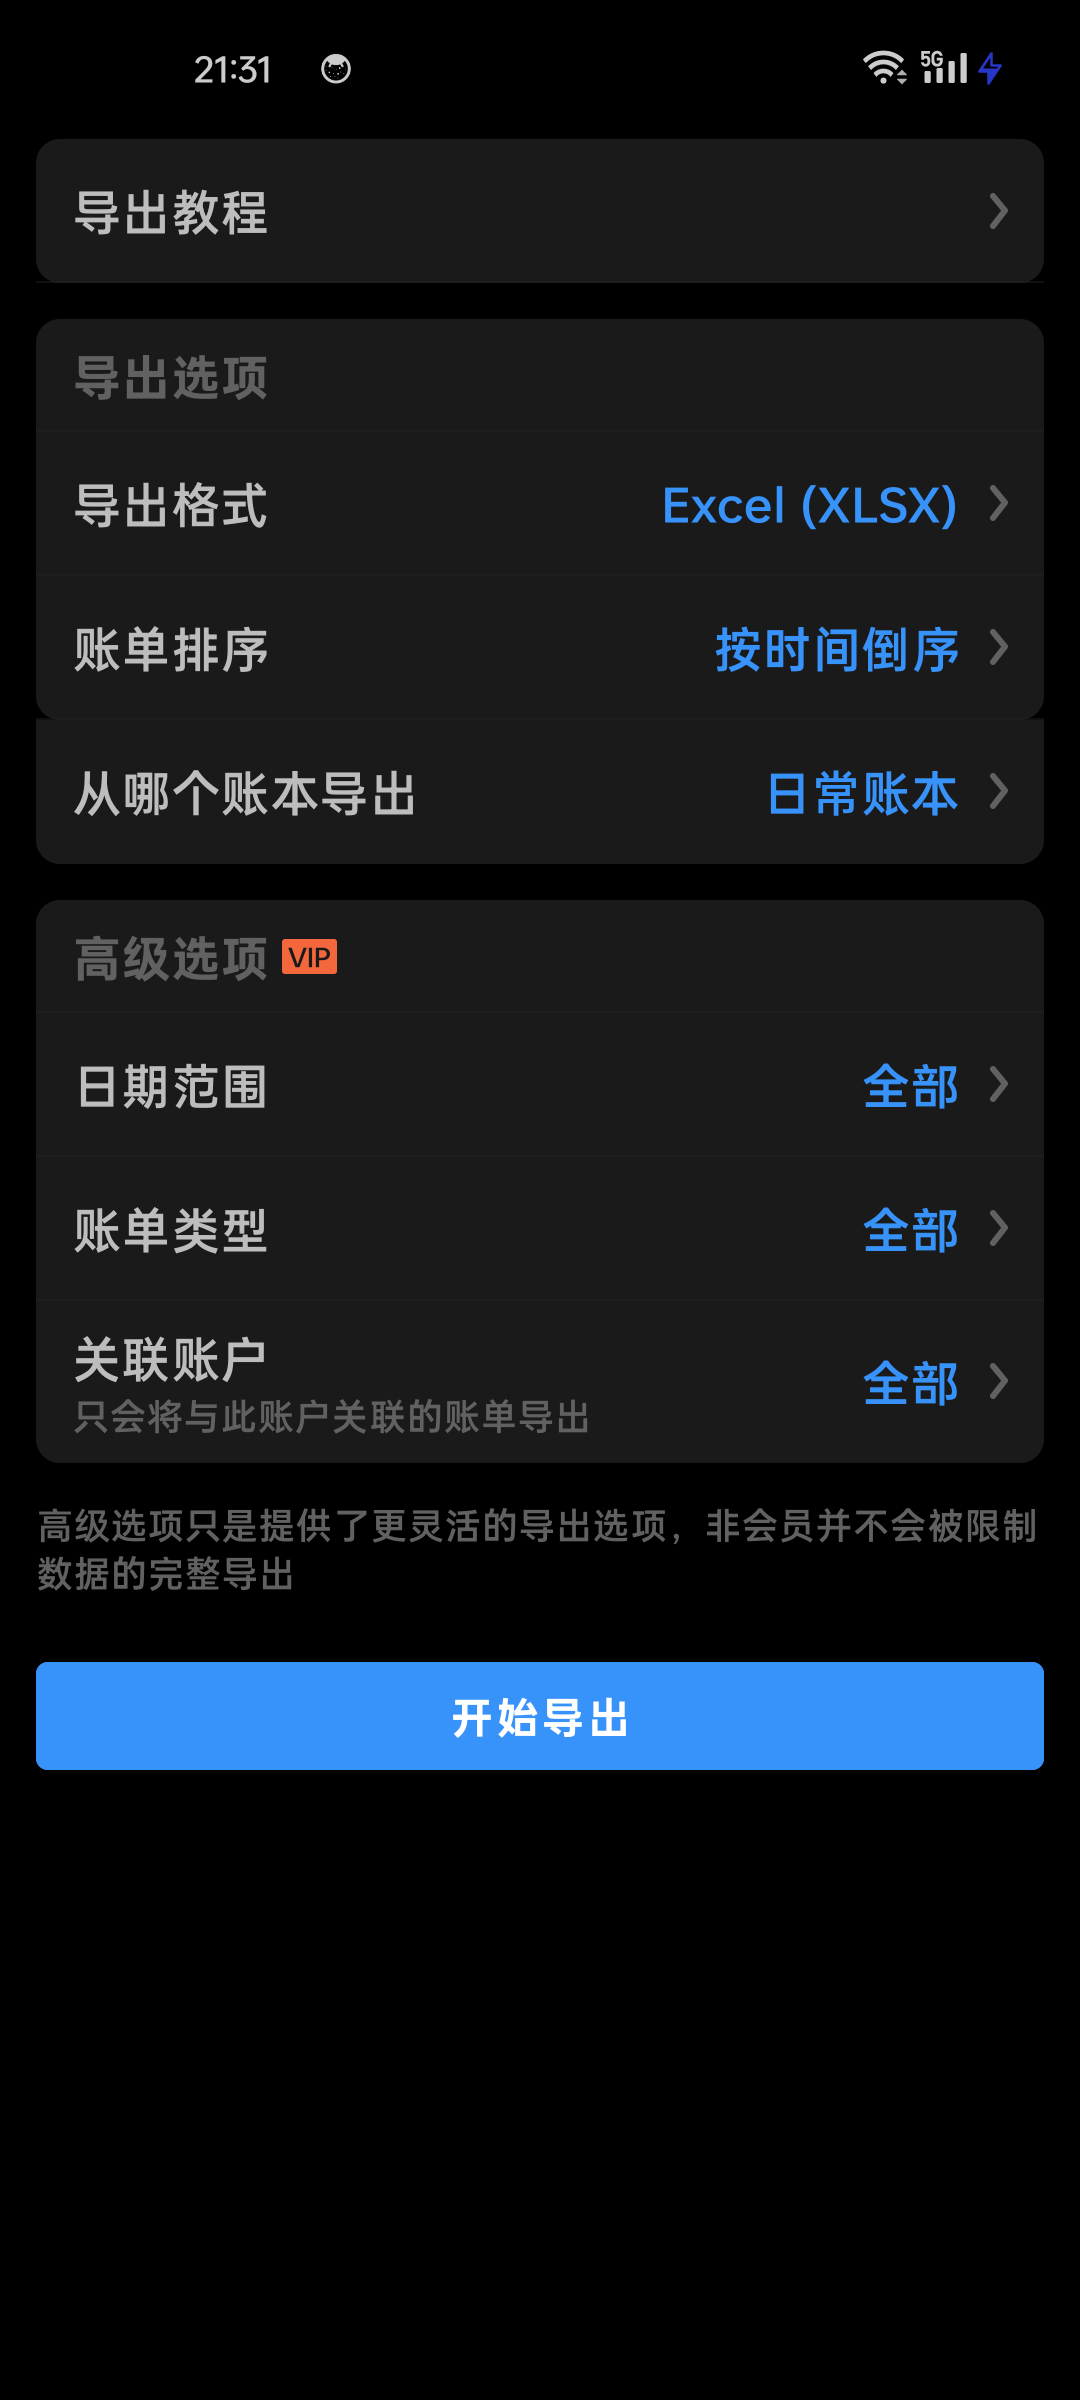 21:31 5G
导出教程
导出选项
导出格式 Excel (XLSX)
账单排序 按时间倒序
从哪个账本导出 日常账本
高级选项 VIP
日期范围 全部
账单类型 全部
关联账户 全部
只会将与此账户关联的账单导出
高级选项只是提供了更灵活的导出选项，非会员并不会被限制
数据的完整导出
开始导出